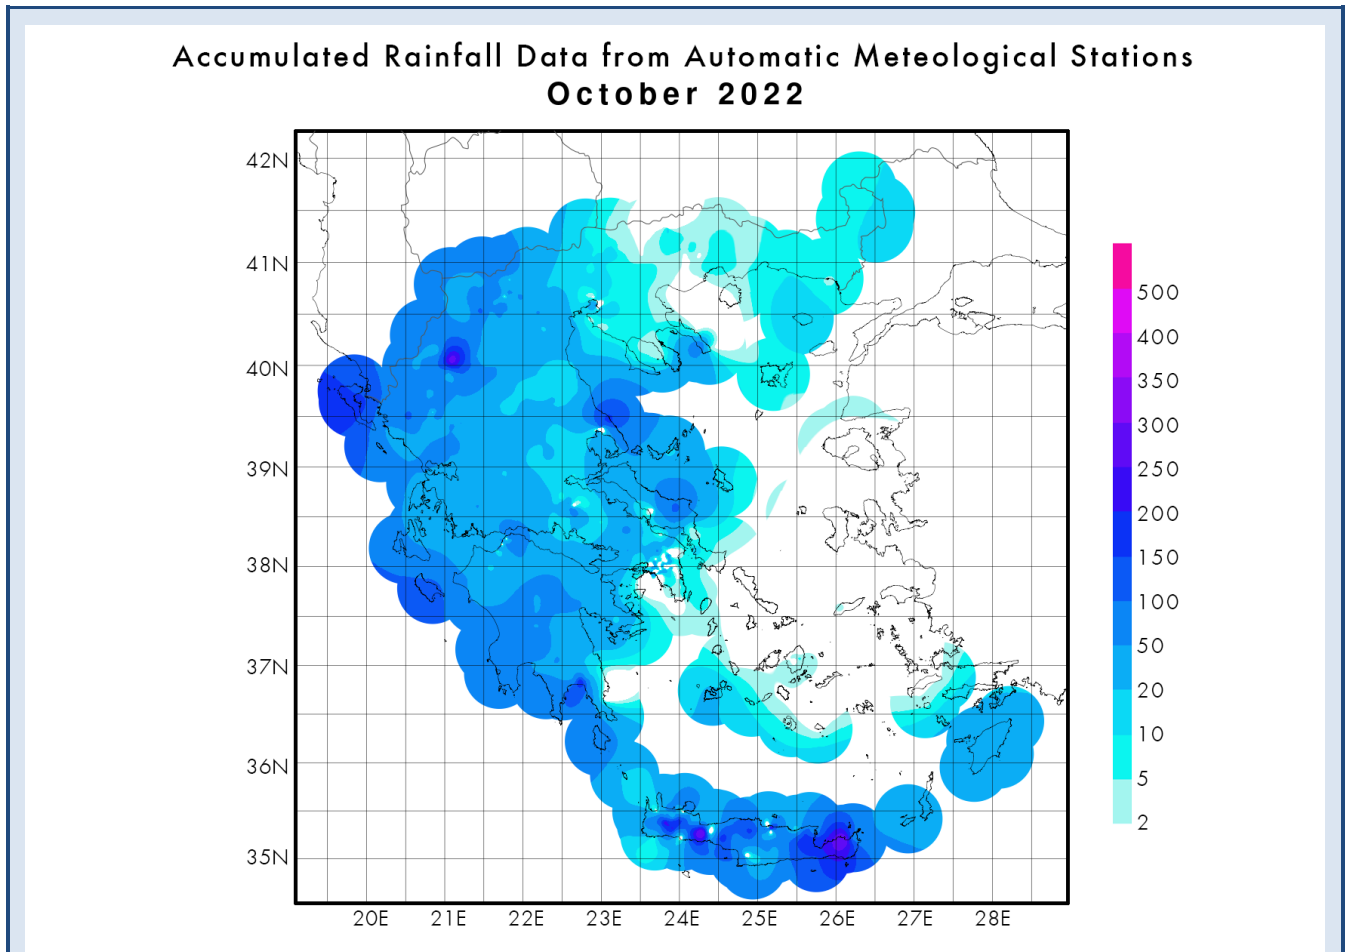 Accumulated Rainfall Data from Automatic Meteological Stations
October 2022
42N
41N
40N
39N
38N
37N
36N
35N
20E 21E 22E 23E 24E 25E 26E 27E 28E
500
400
350
300
250
200
150
100
50
20
10
5
2